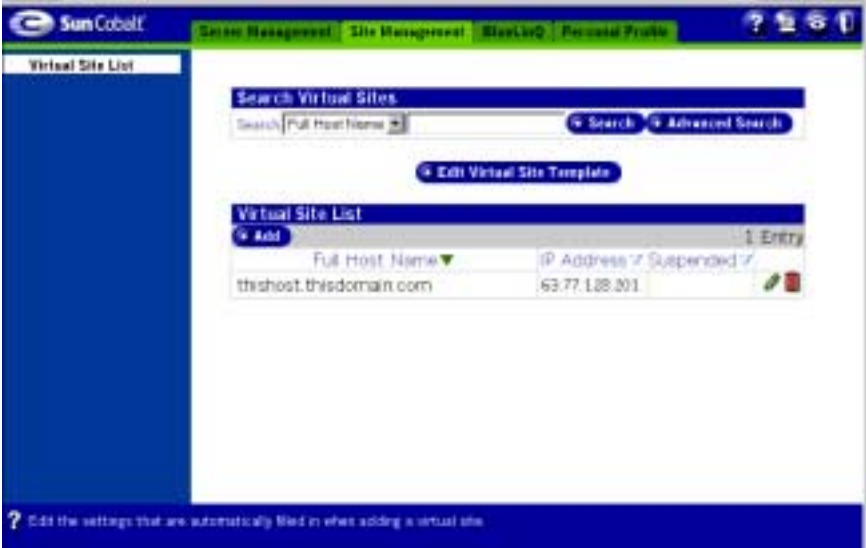 Sun Cobalt
Server Management Site Management BlueLinQ Personal Profile
Virtual Site List
Search Virtual Sites
Search Full Host Name Search Advanced Search
Edit Virtual Site Template
Virtual Site List
Add 1 Entry
Full Host Name IP Address Suspended
thishost.thisdomain.com 63.77.128.201
? Edit the settings that are automatically filled in when adding a virtual site.